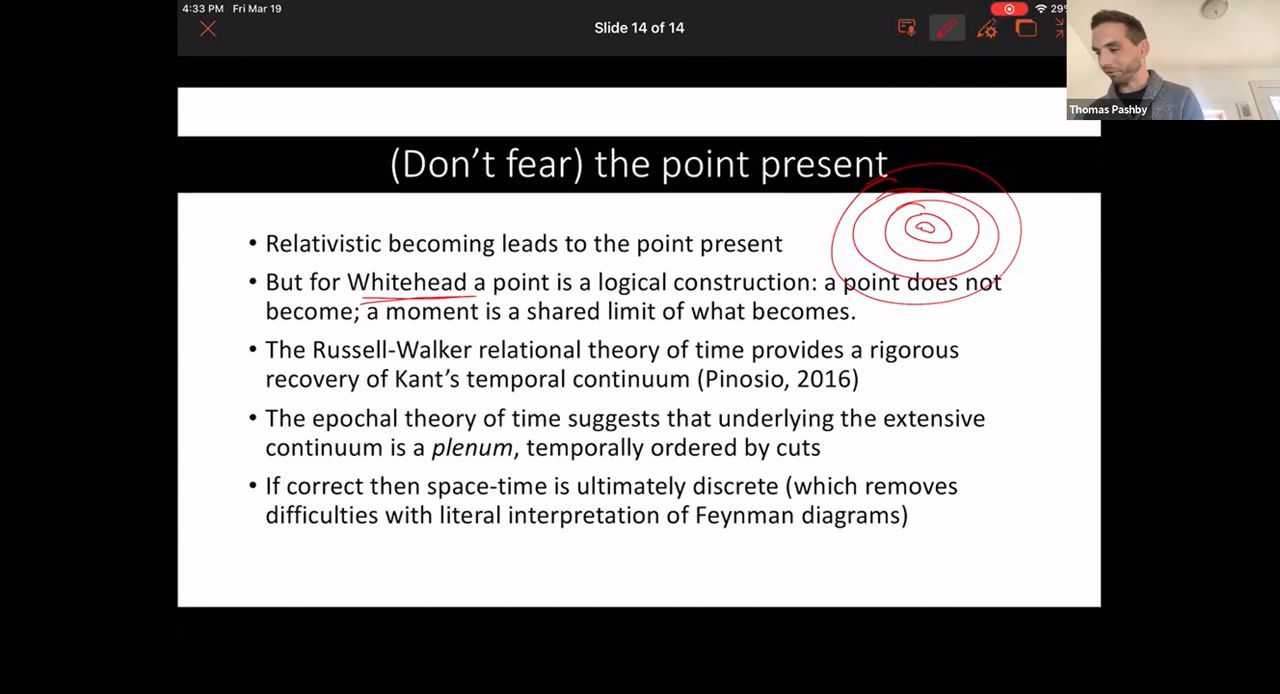 4:33 PM Fri Mar 19
29%
Slide 14 of 14
Thomas Pashby
(Don't fear) the point present
• Relativistic becoming leads to the point present
• But for Whitehead a point is a logical construction: a point does not
become; a moment is a shared limit of what becomes.
• The Russell-Walker relational theory of time provides a rigorous
recovery of Kant's temporal continuum (Pinosio, 2016)
• The epochal theory of time suggests that underlying the extensive
continuum is a plenum, temporally ordered by cuts
• If correct then space-time is ultimately discrete (which removes
difficulties with literal interpretation of Feynman diagrams)